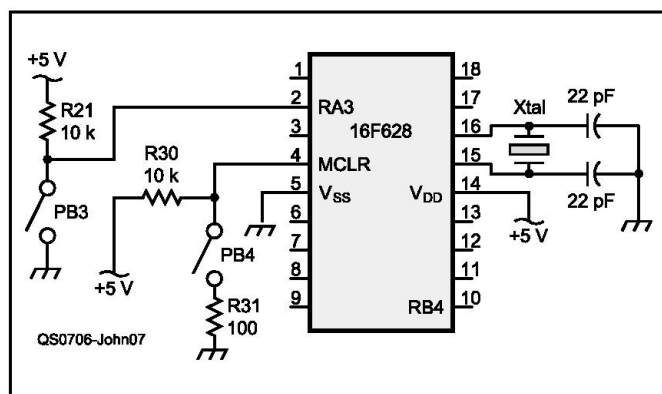 +5 V
R21
10 k
PB3
R30
10 k
+5 V
PB4
R31
100
QS0706-John07
1
2
3
4
5
6
7
8
9
RA3
16F628
MCLR
VSS
VDD
RB4
18
17
16
15
14
13
12
11
10
Xtal
22 pF
22 pF
+5 V